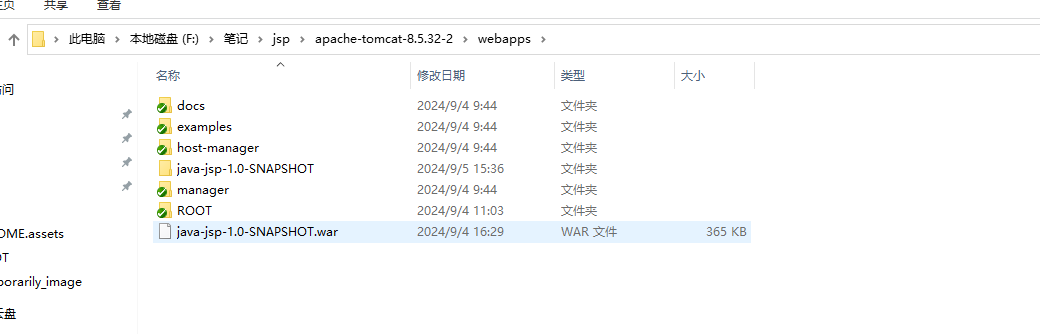 共享 查看
此电脑 本地磁盘 (F:) 笔记 jsp apache-tomcat-8.5.32-2 webapps
名称 修改日期 类型 大小
docs 2024/9/4 9:44 文件夹
examples 2024/9/4 9:44 文件夹
host-manager 2024/9/4 9:44 文件夹
java-jsp-1.0-SNAPSHOT 2024/9/5 15:36 文件夹
manager 2024/9/4 9:44 文件夹
ROOT 2024/9/4 11:03 文件夹
java-jsp-1.0-SNAPSHOT.war 2024/9/4 16:29 WAR 文件 365 KB
OME.assets
OT
porarily_image
云盘